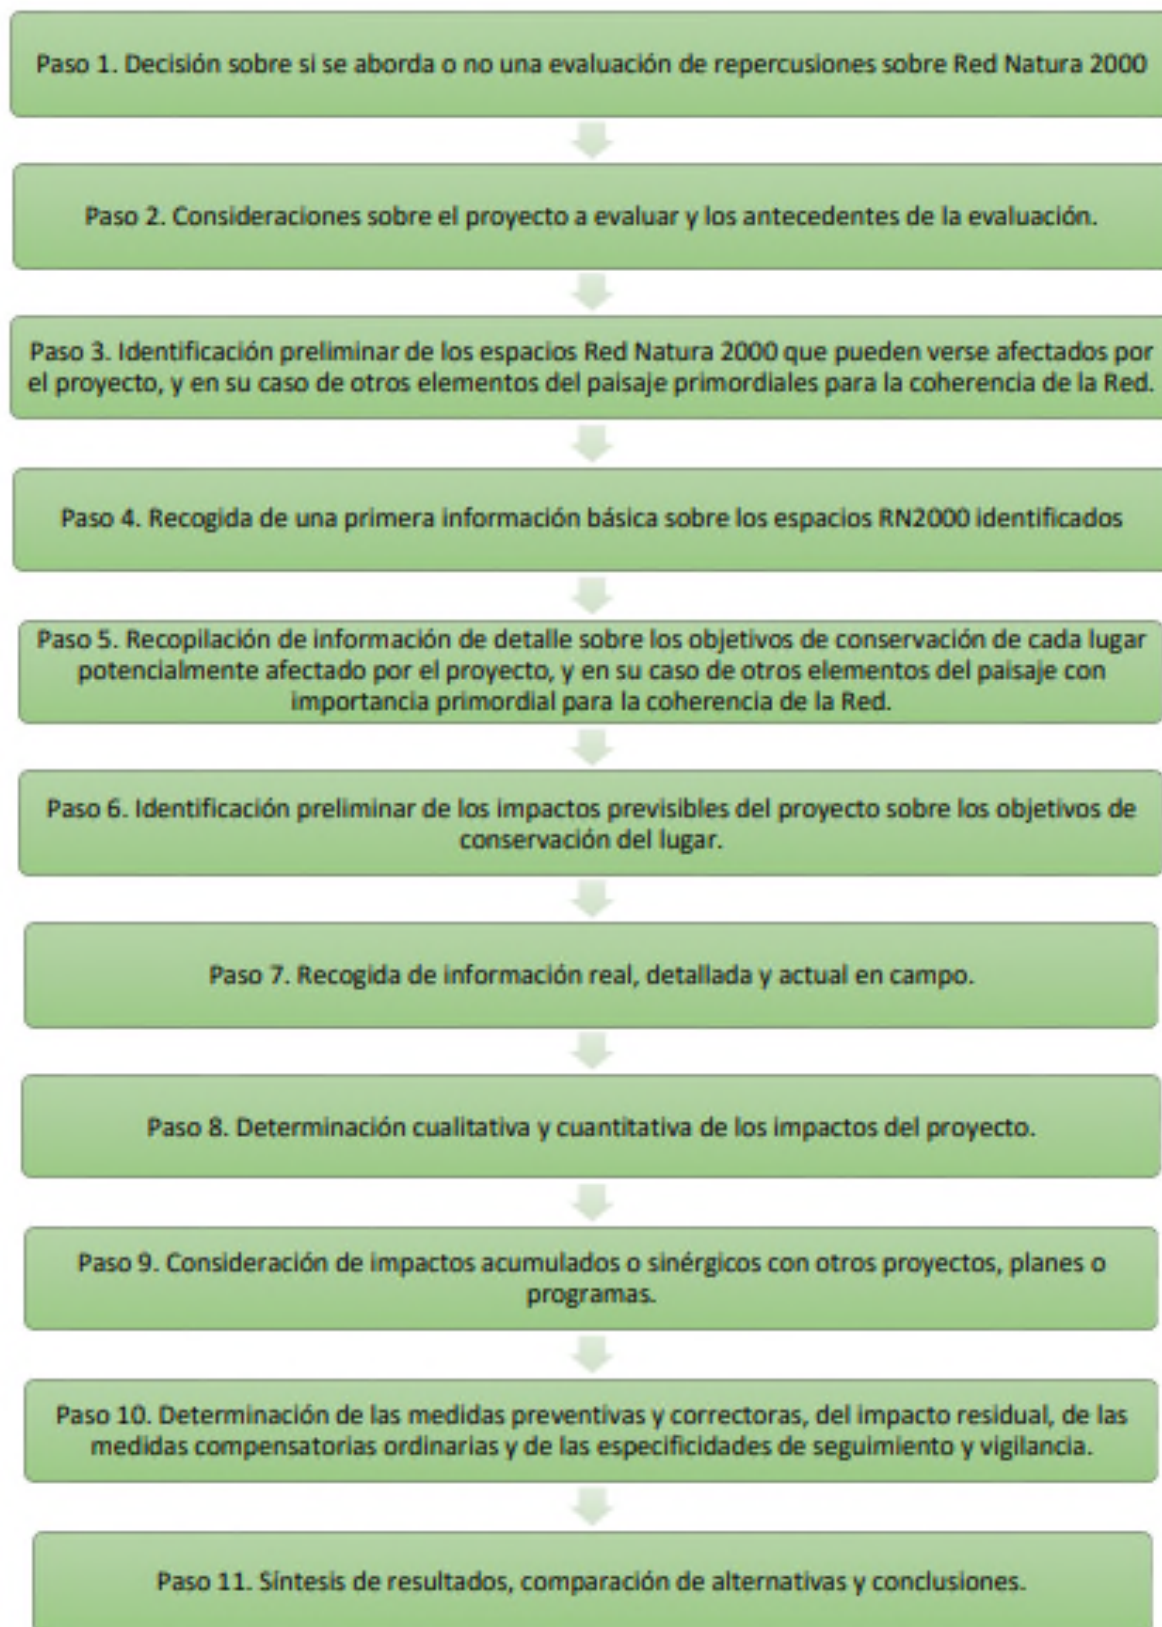 Paso 1. Decisión sobre si se aborda o no una evaluación de repercusiones sobre Red Natura 2000
Paso 2. Consideraciones sobre el proyecto a evaluar y los antecedentes de la evaluación.
Paso 3. Identificación preliminar de los espacios Red Natura 2000 que pueden verse afectados por
el proyecto, y en su caso de otros elementos del paisaje primordiales para la coherencia de la Red.
Paso 4. Recogida de una primera información básica sobre los espacios RN2000 identificados
Paso 5. Recopilación de información de detalle sobre los objetivos de conservación de cada lugar
potencialmente afectado por el proyecto, y en su caso de otros elementos del paisaje con
importancia primordial para la coherencia de la Red.
Paso 6. Identificación preliminar de los impactos previsibles del proyecto sobre los objetivos de
conservación del lugar.
Paso 7. Recogida de información real, detallada y actual en campo.
Paso 8. Determinación cualitativa y cuantitativa de los impactos del proyecto.
Paso 9. Consideración de impactos acumulados o sinérgicos con otros proyectos, planes o
programas.
Paso 10. Determinación de las medidas preventivas y correctoras, del impacto residual, de las
medidas compensatorias ordinarias y de las especificidades de seguimiento y vigilancia.
Paso 11. Síntesis de resultados, comparación de alternativas y conclusiones.